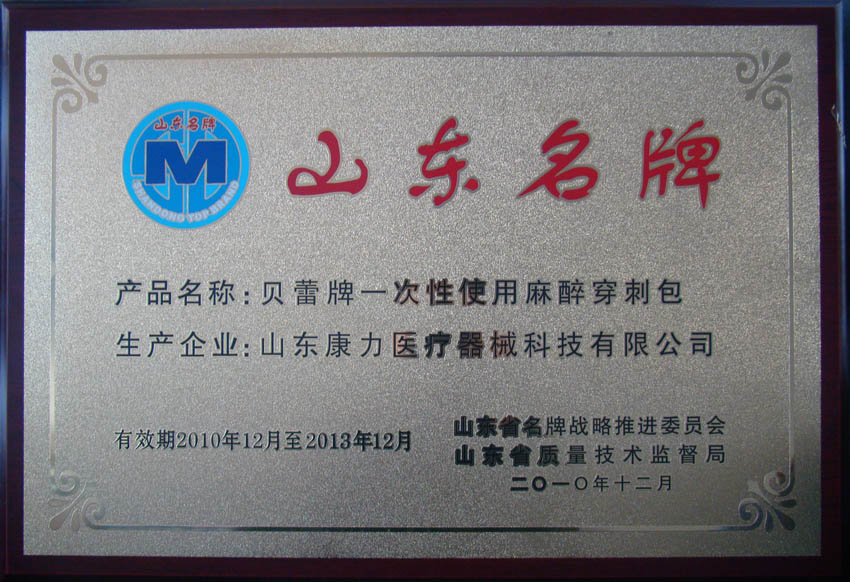 山东名牌
M
SHANDONG TOP BRAND
山东名牌
产品名称:贝蕾牌一次性使用麻醉穿刺包
生产企业:山东康力医疗器械科技有限公司
有效期2010年12月至2013年12月
山东省名牌战略推进委员会
山东省质量技术监督局
二〇一〇年十二月